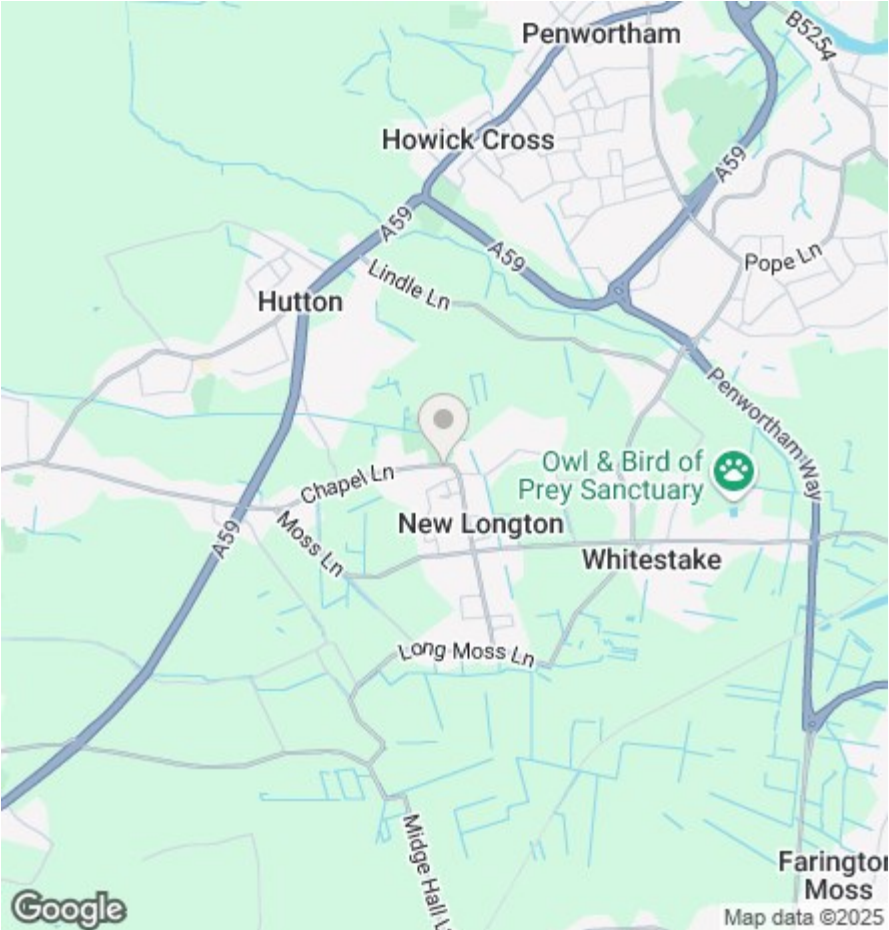 Penwortham
B5254
Howick Cross
A59
A59
A59
Pope Ln
Lindle Ln
Hutton
Penwortham Way
Owl & Bird of
Prey Sanctuary
Chapel Ln
New Longton
Moss Ln
A59
Whitestake
Long Moss Ln
Midge Hall L
Farington
Moss
Google
Map data ©2025